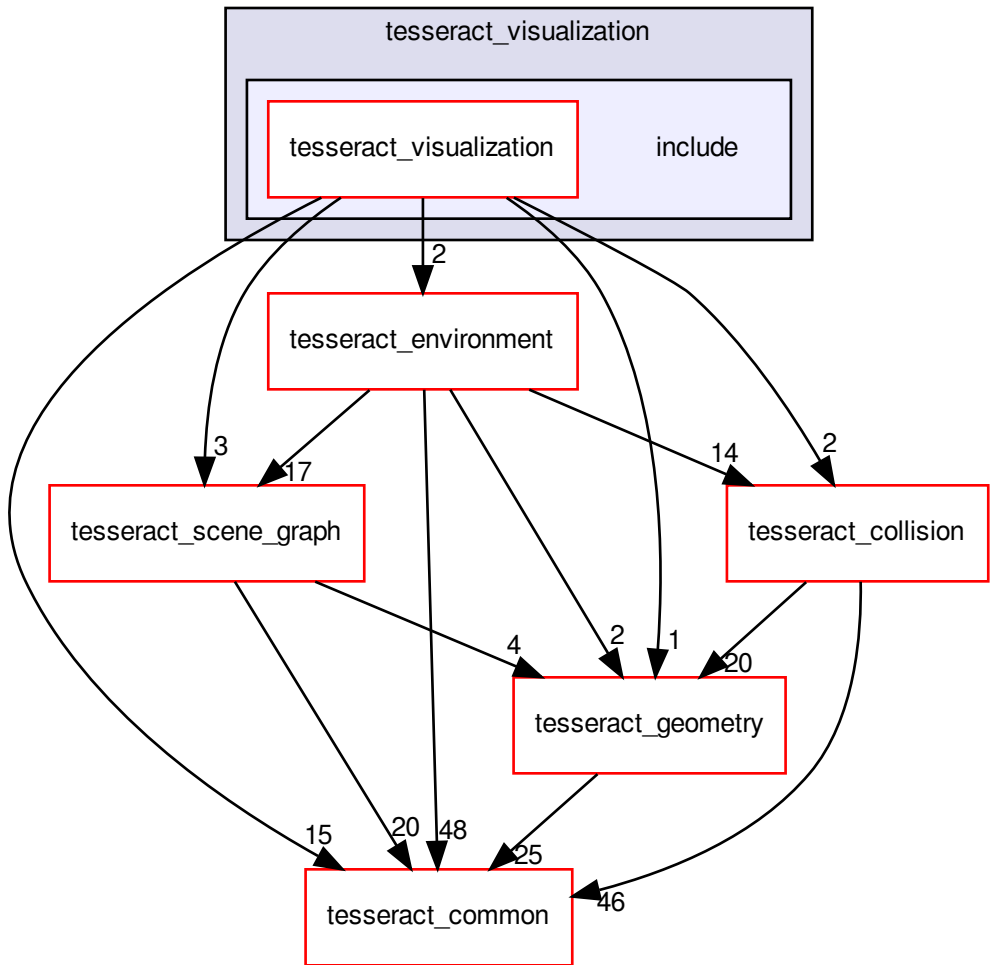 tesseract_visualization
tesseract_visualization
include
2
tesseract_environment
3
17
14
2
tesseract_scene_graph
tesseract_collision
4
2
1
20
tesseract_geometry
15
20
48
25
46
tesseract_common